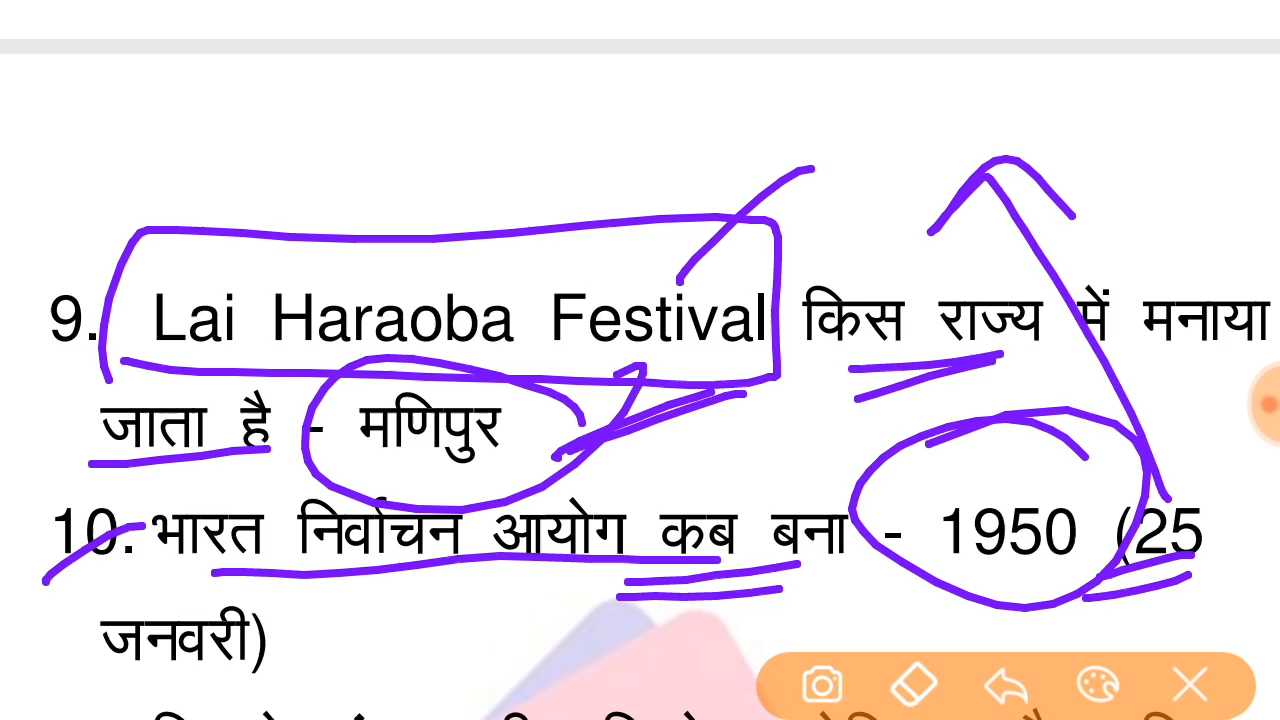 9. Lai Haraoba Festival किस राज्य में मनाया
जाता है - मणिपुर
10. भारत निर्वाचन आयोग कब बना - 1950 (25
जनवरी)